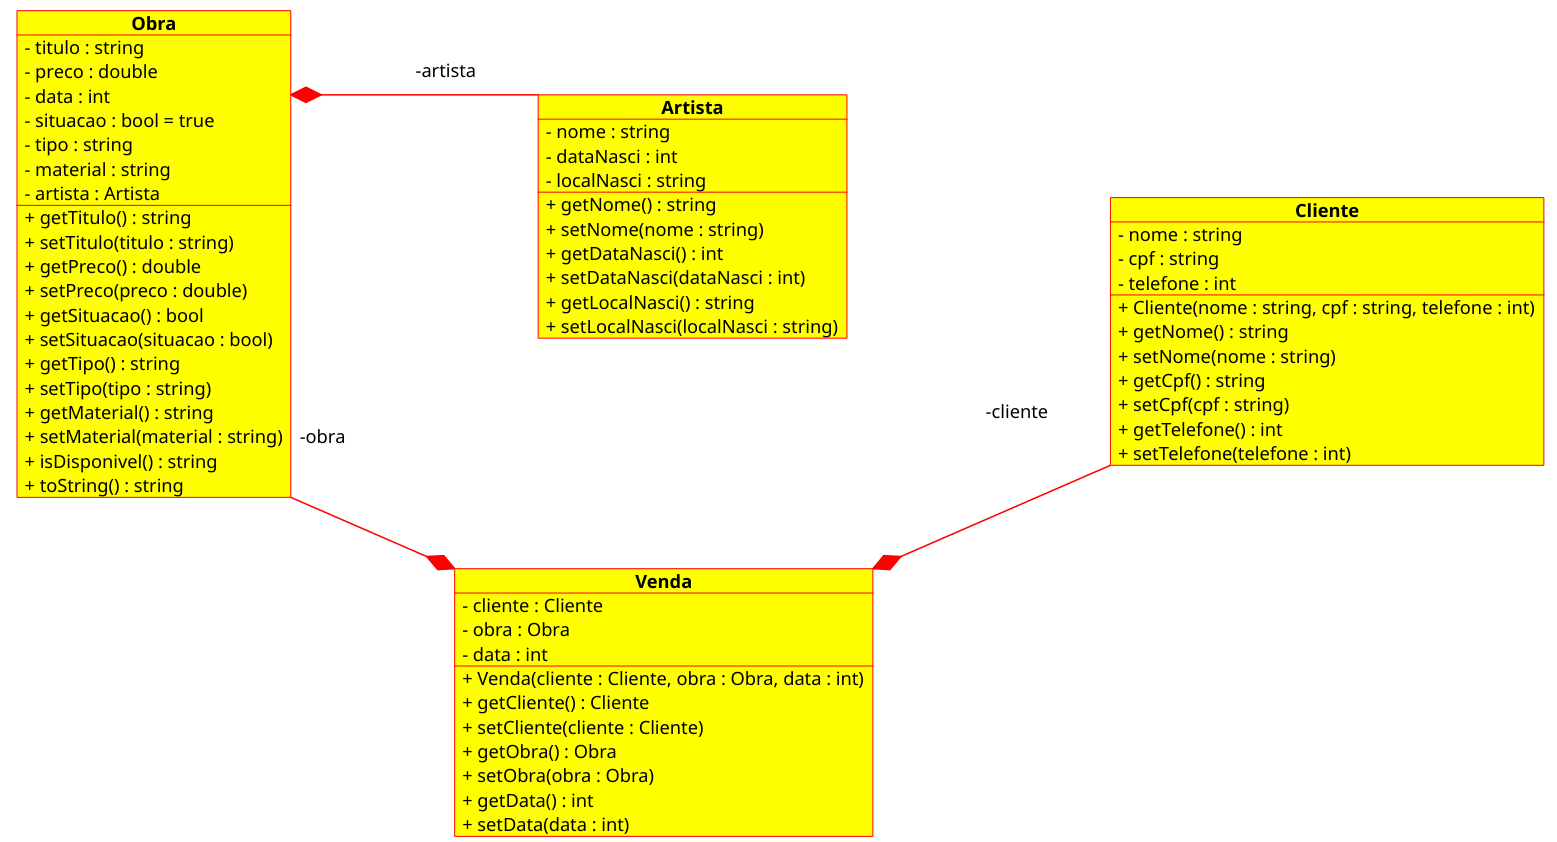 Obra
- titulo : string
- preco : double
- data : int
- situacao : bool = true
- tipo : string
- material : string
- artista : Artista
+ getTitulo() : string
+ setTitulo(titulo : string)
+ getPreco() : double
+ setPreco(preco : double)
+ getSituacao() : bool
+ setSituacao(situacao : bool)
+ getTipo() : string
+ setTipo(tipo : string)
+ getMaterial() : string
+ setMaterial(material : string)
+ isDisponivel() : string
+ toString() : string
-artista
Artista
- nome : string
- dataNasci : int
- localNasci : string
+ getNome() : string
+ setNome(nome : string)
+ getDataNasci() : int
+ setDataNasci(dataNasci : int)
+ getLocalNasci() : string
+ setLocalNasci(localNasci : string)
Cliente
- nome : string
- cpf : string
- telefone : int
+ Cliente(nome : string, cpf : string, telefone : int)
+ getNome() : string
+ setNome(nome : string)
+ getCpf() : string
+ setCpf(cpf : string)
+ getTelefone() : int
+ setTelefone(telefone : int)
-obra
-cliente
Venda
- cliente : Cliente
- obra : Obra
- data : int
+ Venda(cliente : Cliente, obra : Obra, data : int)
+ getCliente() : Cliente
+ setCliente(cliente : Cliente)
+ getObra() : Obra
+ setObra(obra : Obra)
+ getData() : int
+ setData(data : int)